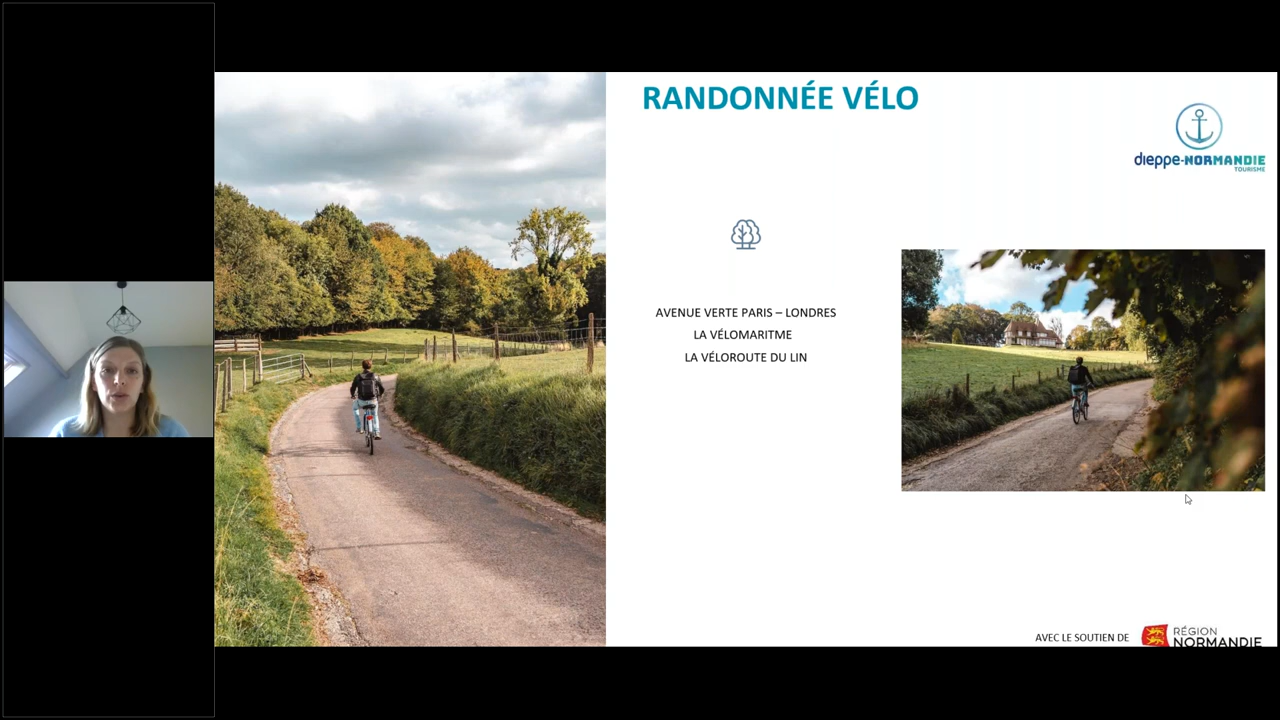 RANDONNÉE VÉLO
dieppe-NORMANDIE
TOURISME
AVENUE VERTE PARIS – LONDRES
LA VÉLOMARITME
LA VÉLOROUTE DU LIN
AVEC LE SOUTIEN DE
RÉGION
NORMANDIE